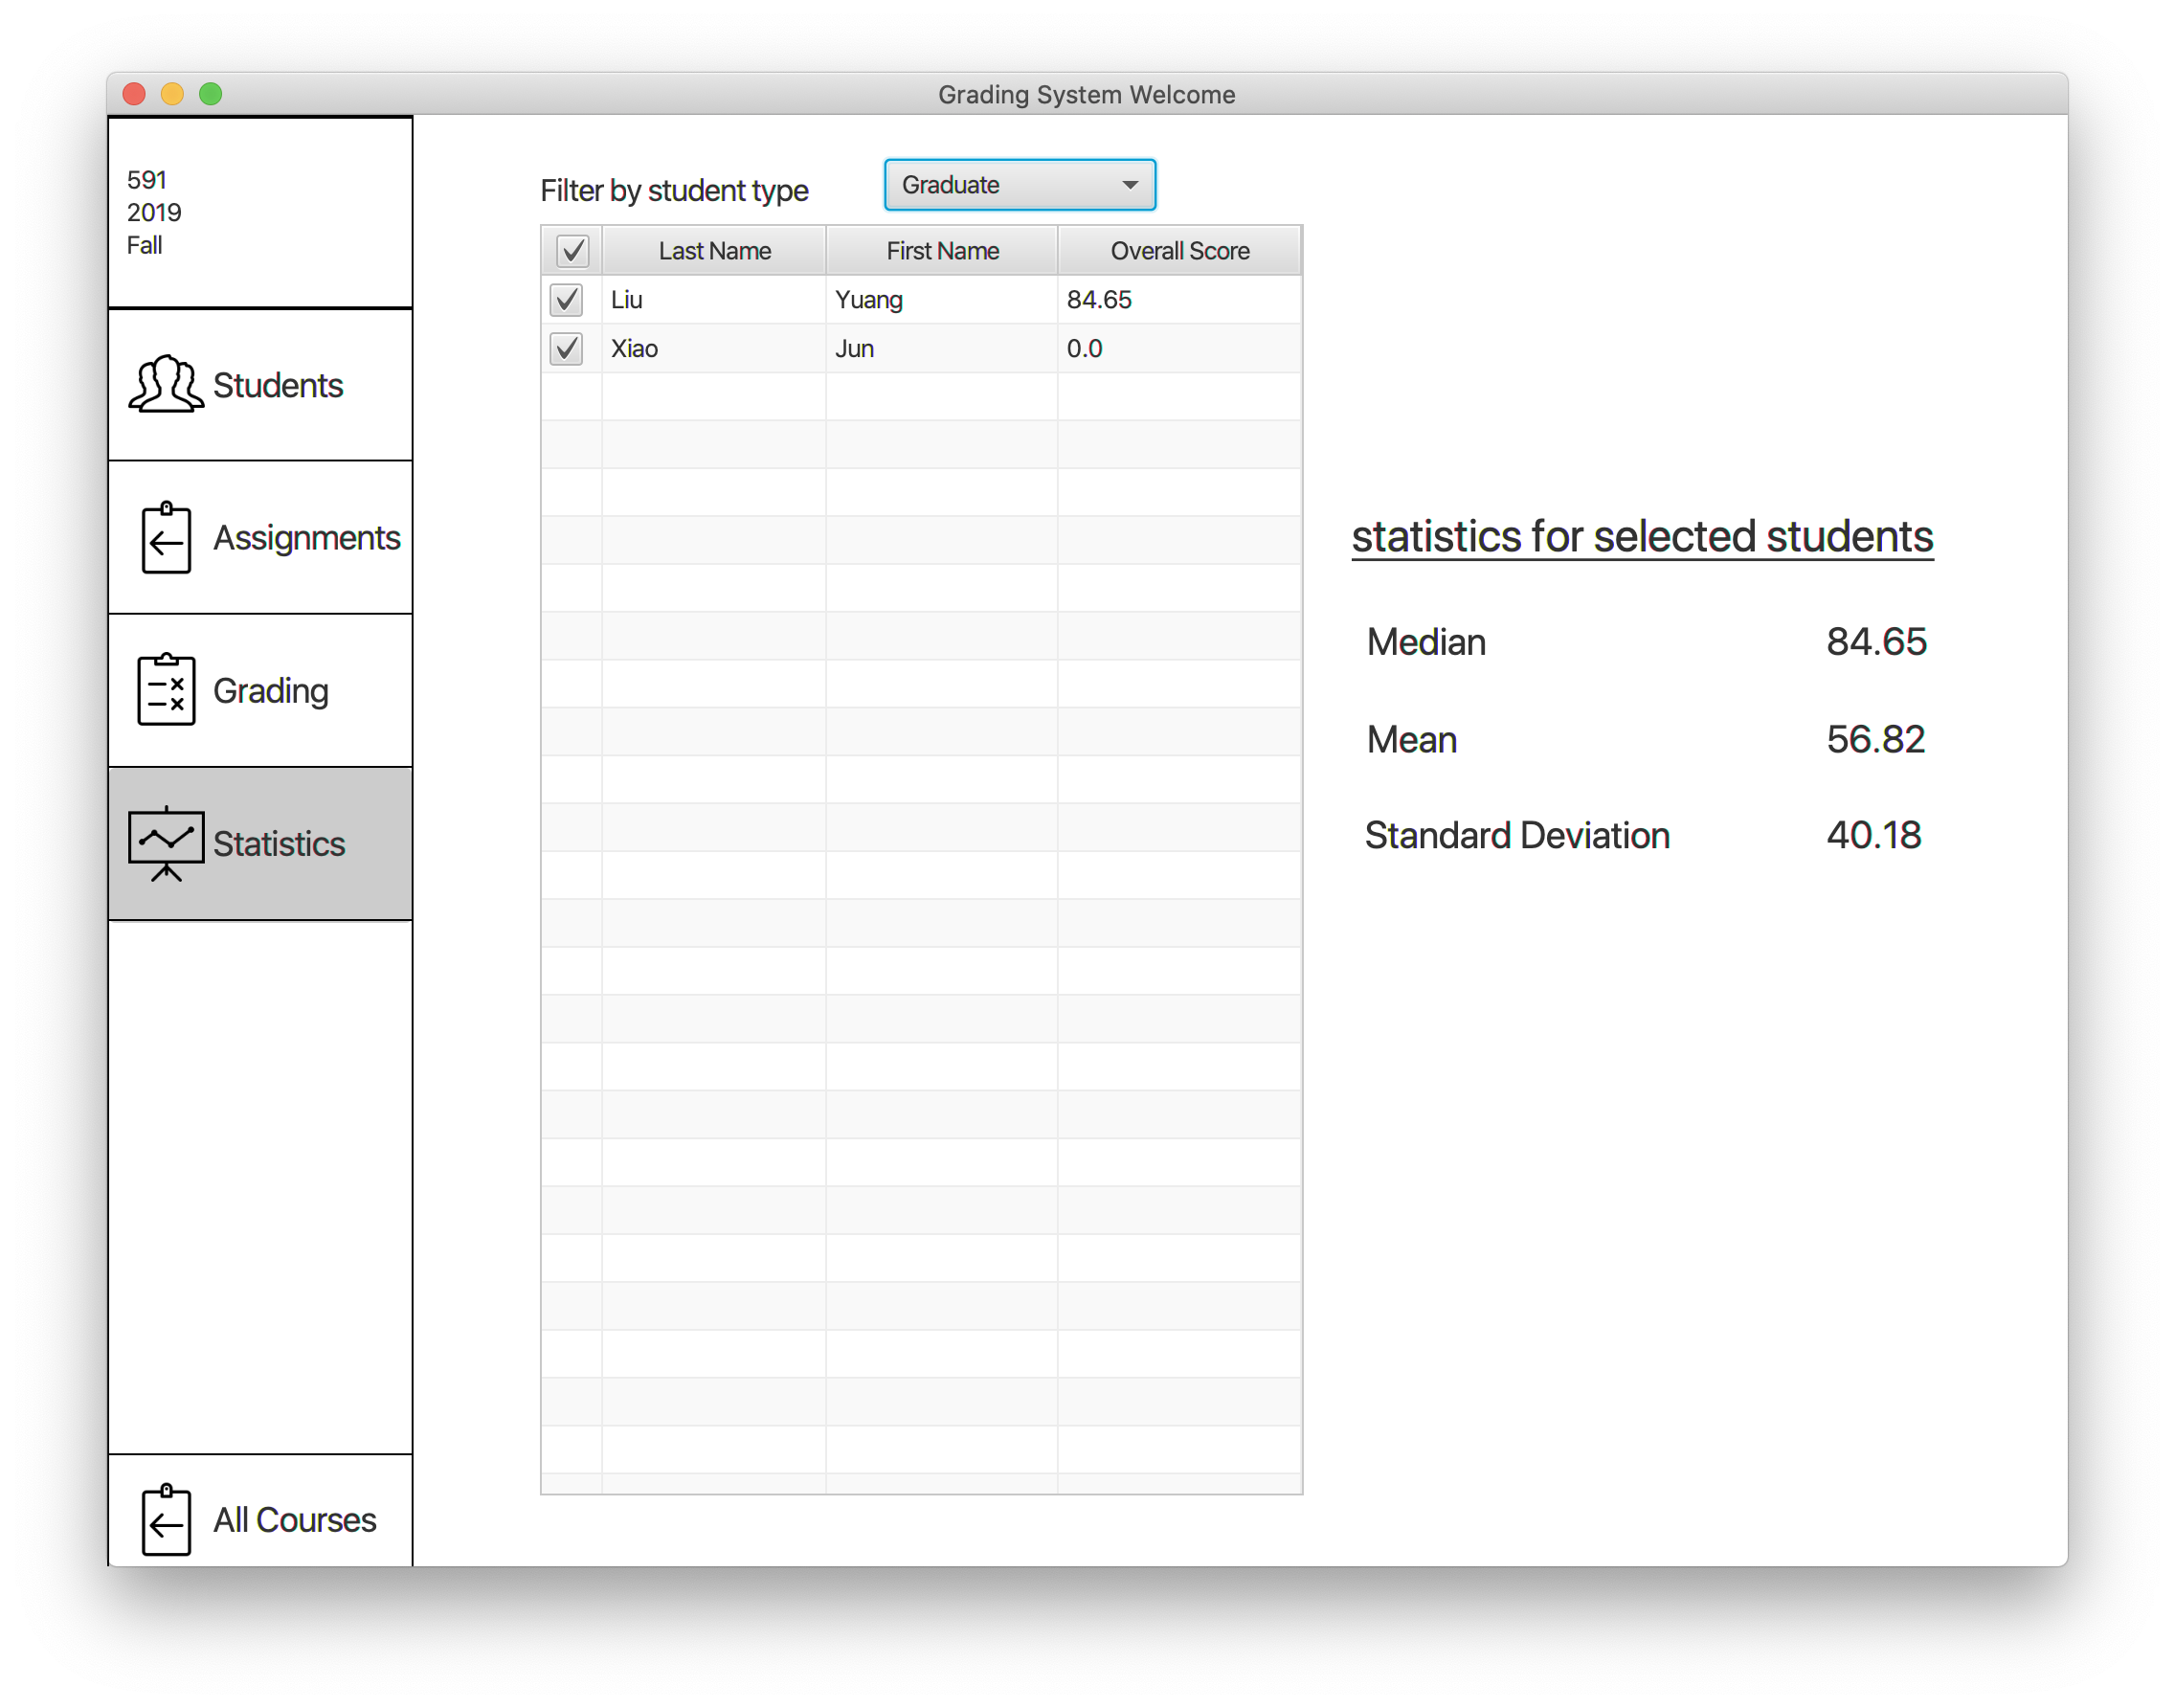 Grading System Welcome
591
2019
Fall
Students
Assignments
Grading
Statistics
All Courses
Filter by student type Graduate
Last Name First Name Overall Score
Liu Yuang 84.65
Xiao Jun 0.0
statistics for selected students
Median 84.65
Mean 56.82
Standard Deviation 40.18